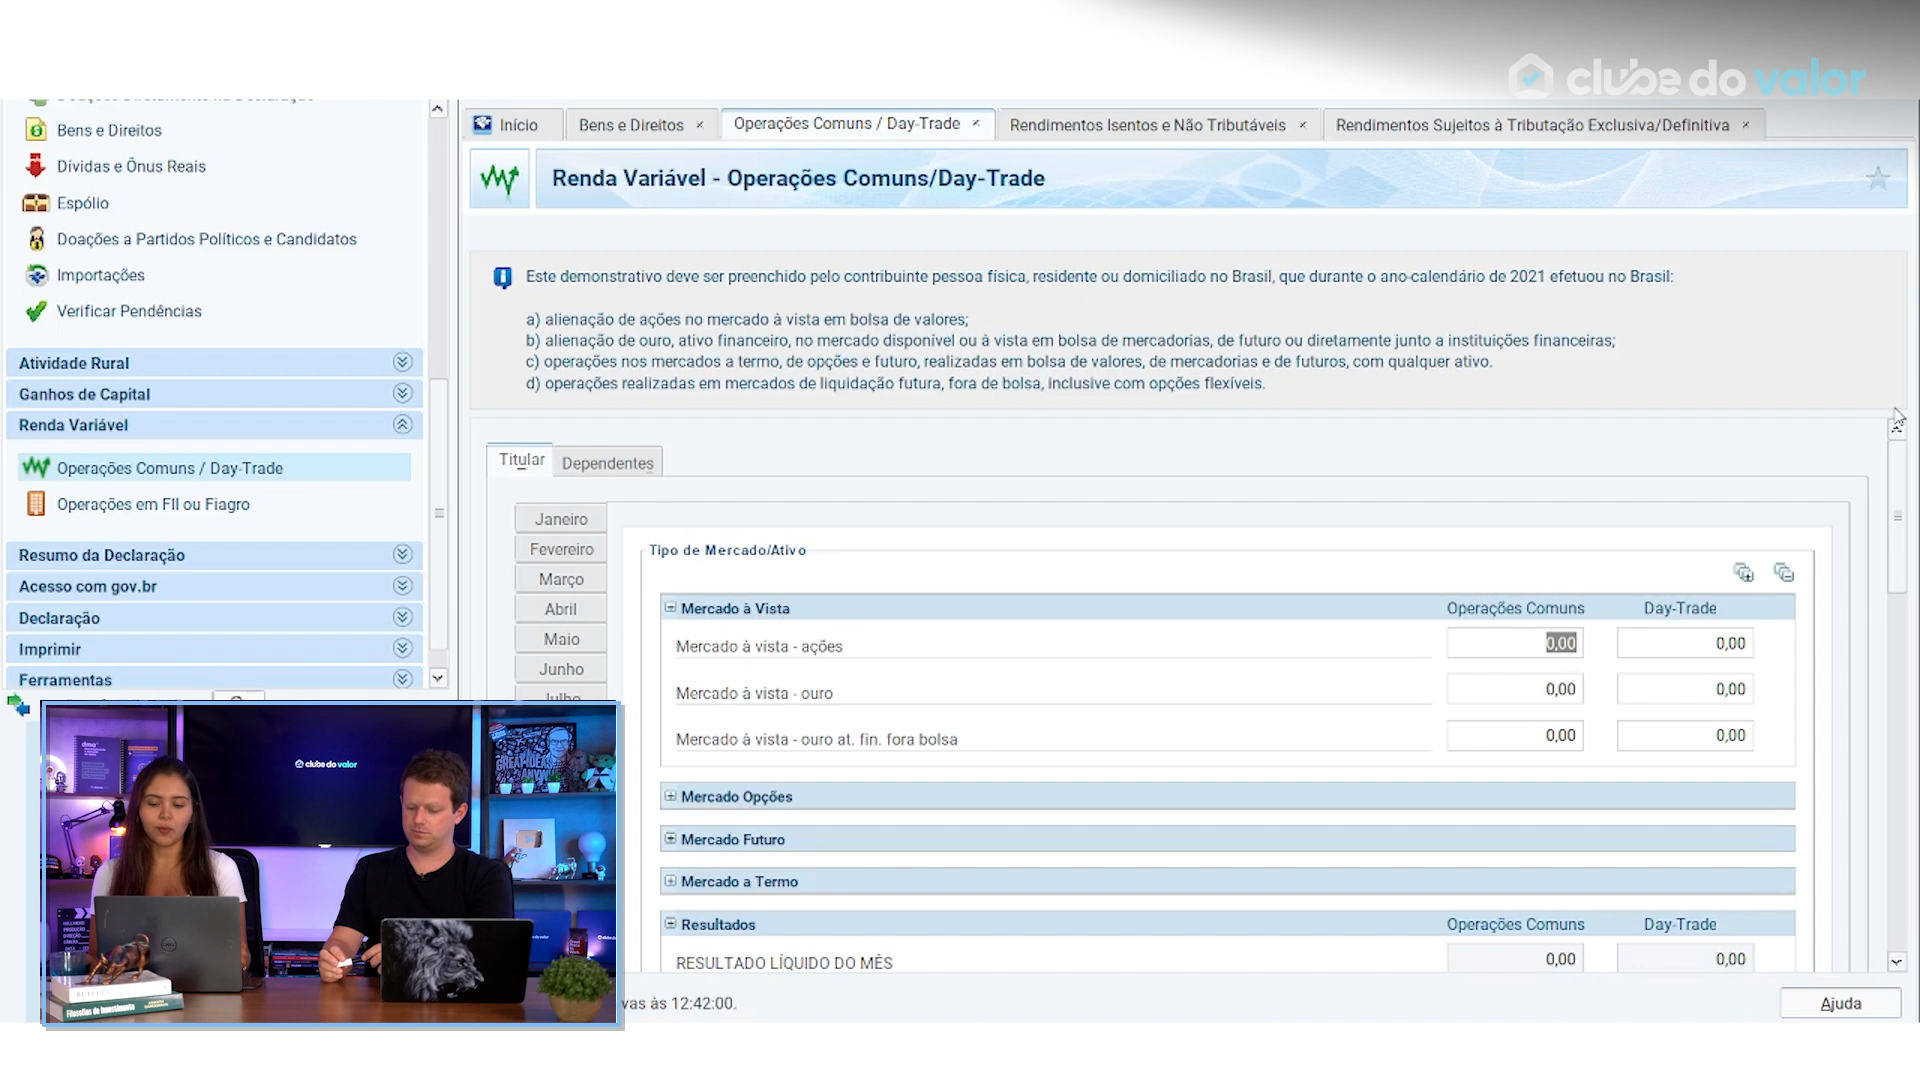 clube do valor
Bens e Direitos
Dívidas e Ônus Reais
Espólio
Doações a Partidos Políticos e Candidatos
Importações
Verificar Pendências
Atividade Rural
Ganhos de Capital
Renda Variável
Operações Comuns / Day-Trade
Operações em FII ou Fiagro
Resumo da Declaração
Acesso com gov.br
Declaração
Imprimir
Ferramentas
Início
Bens e Direitos ×
Operações Comuns / Day-Trade ×
Rendimentos Isentos e Não Tributáveis ×
Rendimentos Sujeitos à Tributação Exclusiva/Definitiva ×
Renda Variável - Operações Comuns/Day-Trade
Este demonstrativo deve ser preenchido pelo contribuinte pessoa física, residente ou domiciliado no Brasil, que durante o ano-calendário de 2021 efetuou no Brasil:
a) alienação de ações no mercado à vista em bolsa de valores;
b) alienação de ouro, ativo financeiro, no mercado disponível ou à vista em bolsa de mercadorias, de futuro ou diretamente junto a instituições financeiras;
c) operações nos mercados a termo, de opções e futuro, realizadas em bolsa de valores, de mercadorias e de futuros, com qualquer ativo.
d) operações realizadas em mercados de liquidação futura, fora de bolsa, inclusive com opções flexíveis.
Titular
Dependentes
Janeiro
Fevereiro
Março
Abril
Maio
Junho
Julho
Tipo de Mercado/Ativo
Mercado à Vista Operações Comuns Day-Trade
Mercado à vista - ações 0,00 0,00
Mercado à vista - ouro 0,00 0,00
Mercado à vista - ouro at. fin. fora bolsa 0,00 0,00
Mercado Opções
Mercado Futuro
Mercado a Termo
Resultados Operações Comuns Day-Trade
RESULTADO LÍQUIDO DO MÊS 0,00 0,00
vas às 12:42:00.
Ajuda
clube do valor
GREAT IDEAS
Filosofias de Investimento